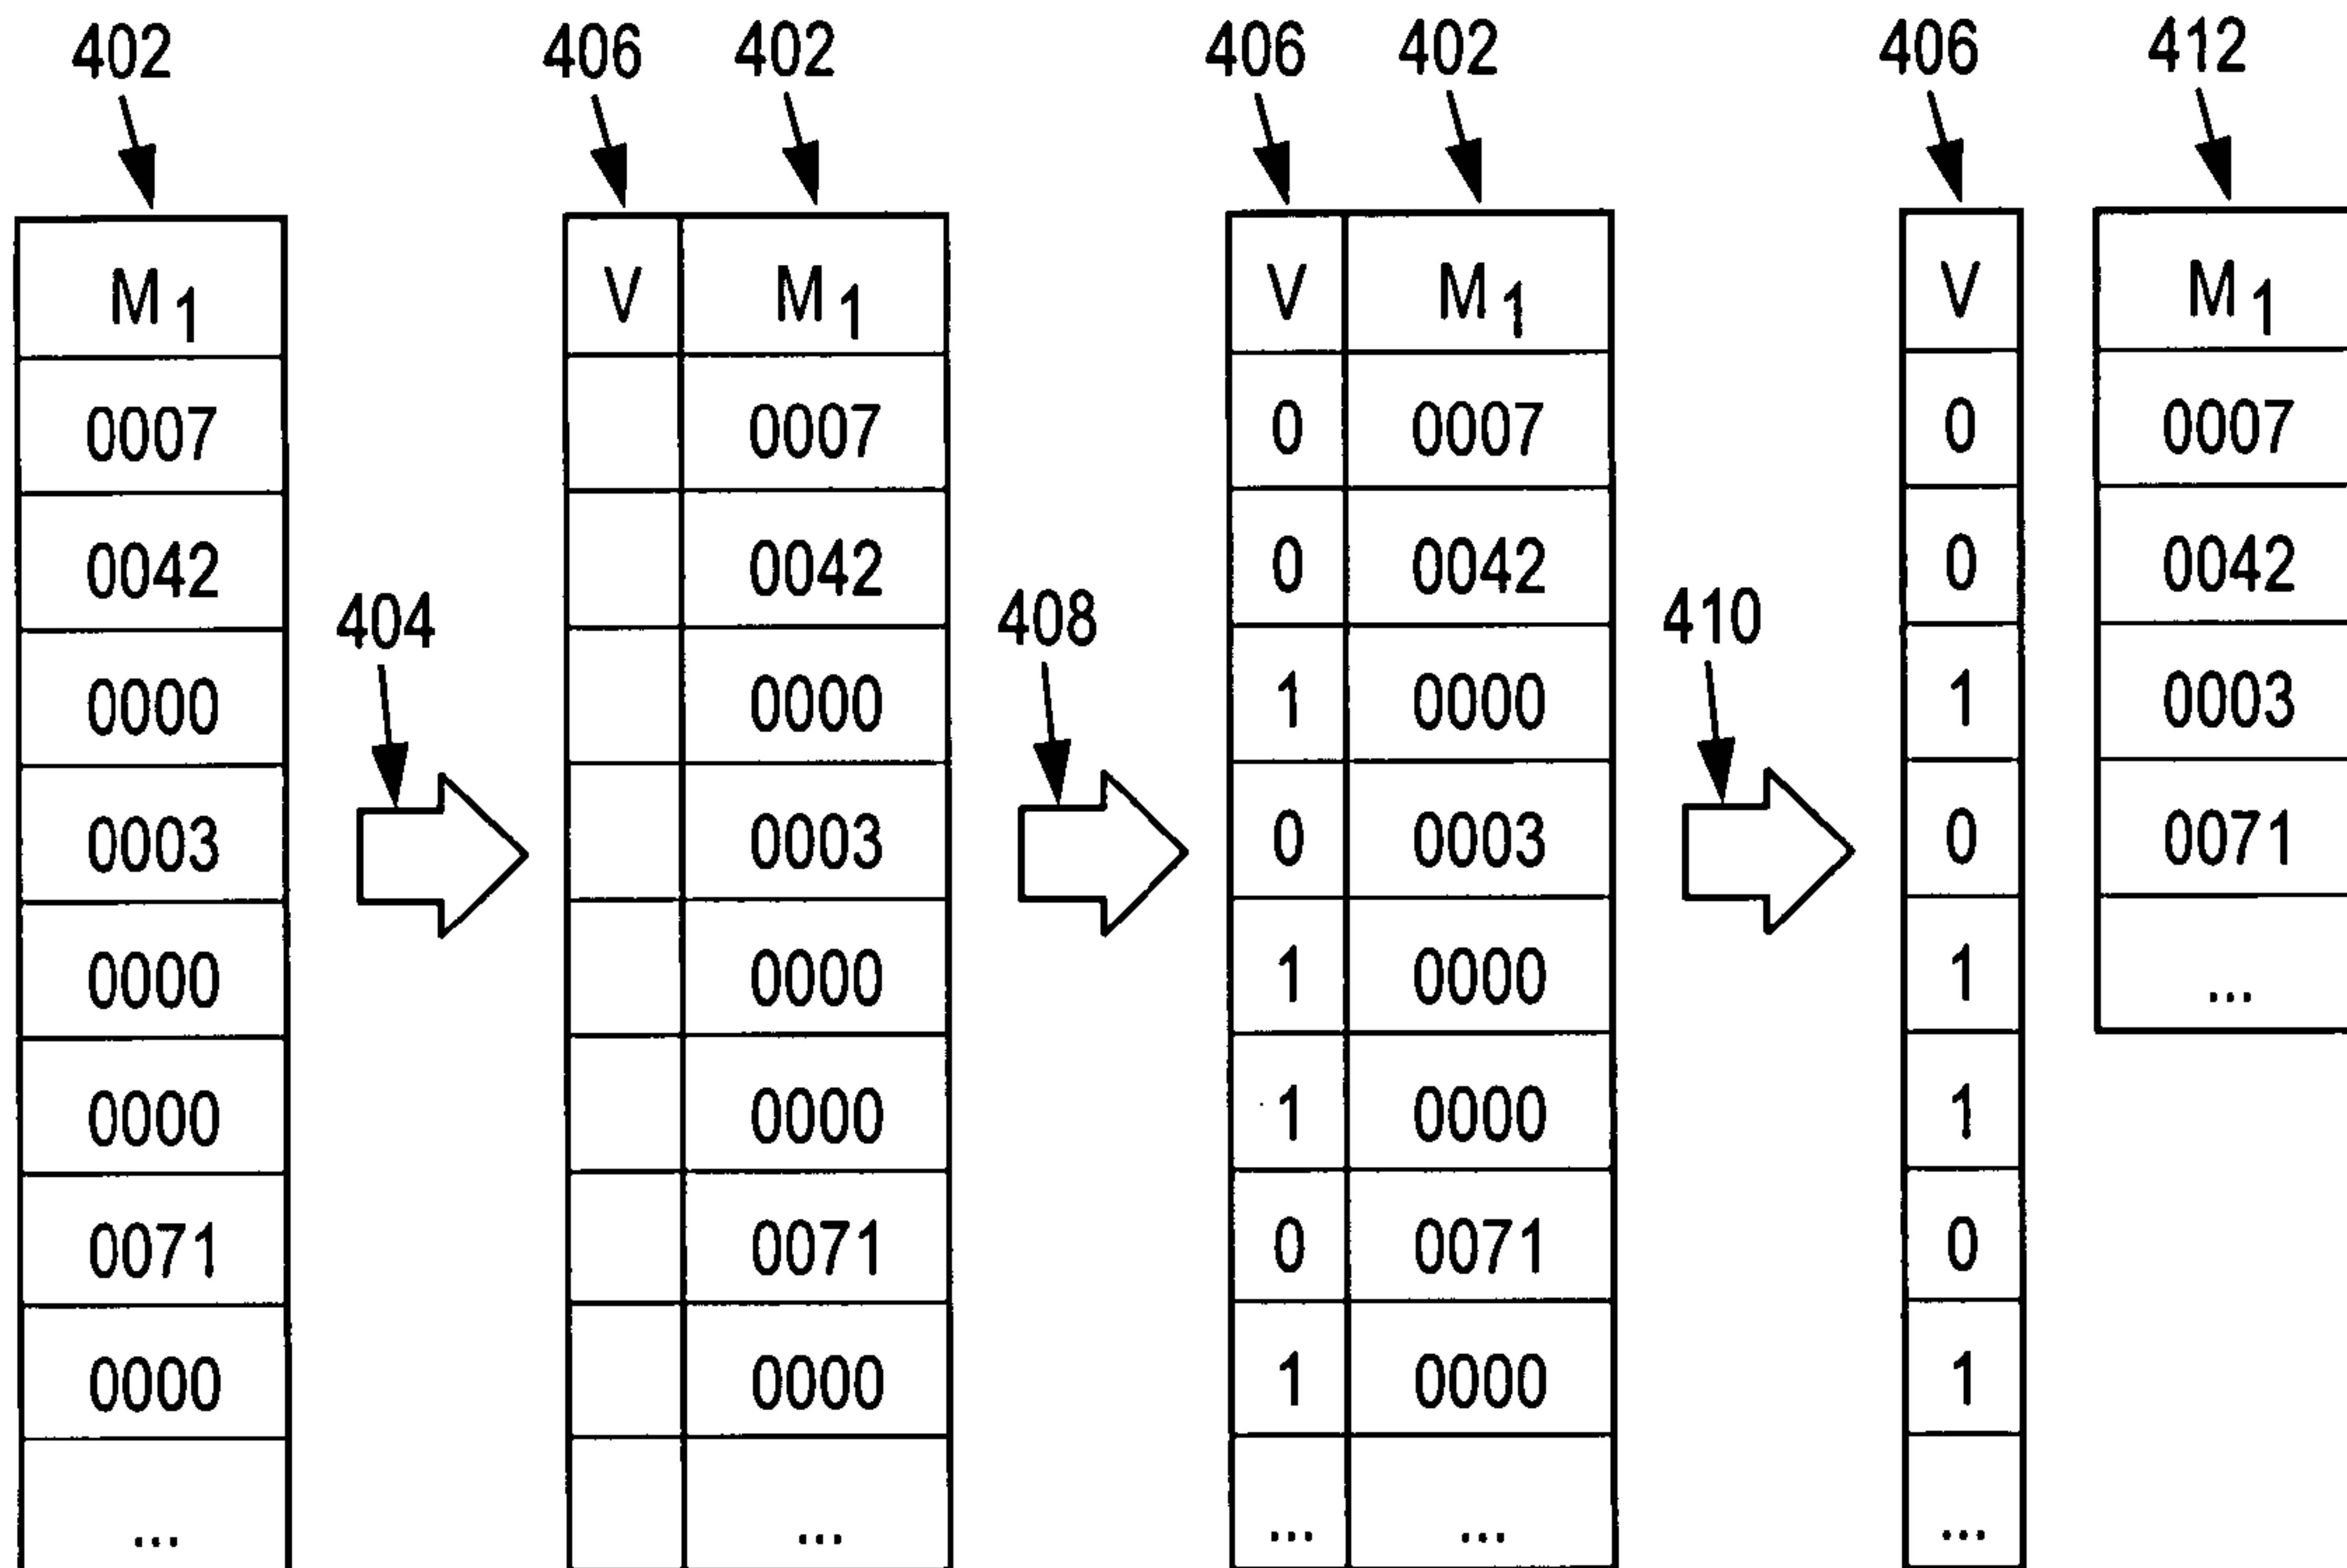 402 406 402 406 402 406 412
M1 V M1 V M1 V M1
0007 0007 0 0007 0 0007
0042 0042 0 0042 0 0042
404 408 410
0000 0000 1 0000 1 0003
0003 0003 0 0003 0 0071
0000 0000 1 0000 1 ...
0000 0000 1 0000 1
0071 0071 0 0071 0
0000 0000 1 0000 1
... ... ... ... ...